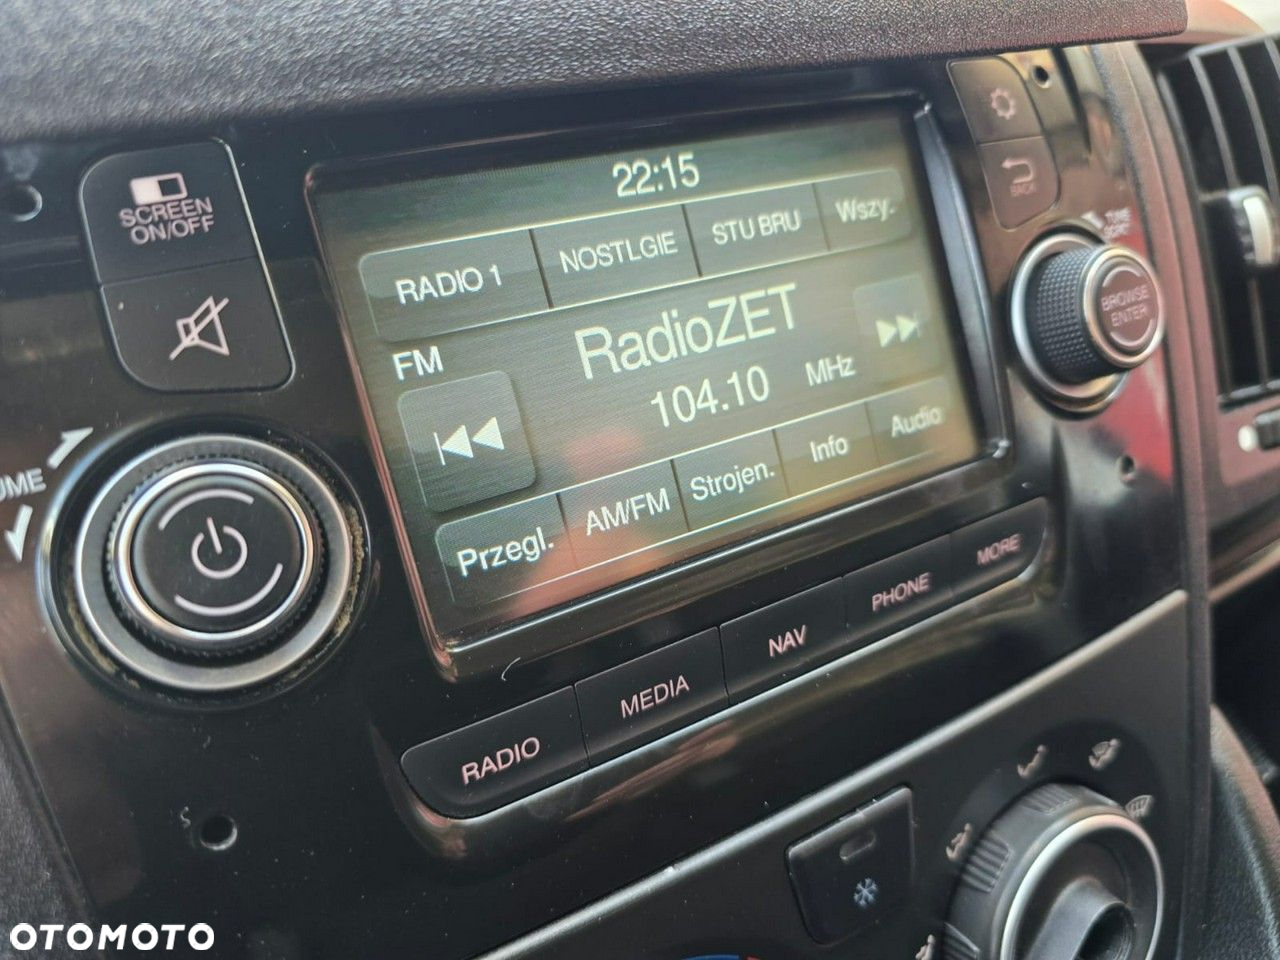 22:15
SCREEN
ON/OFF
BACK
RADIO 1
NOSTLGIE
STU BRU
Wszy.
BROWSE
ENTER
FM
RadioZET
104.10 MHz
Przegl.
AM/FM
Strojen.
Info
Audio
RADIO
MEDIA
NAV
PHONE
MORE
OTOMOTO